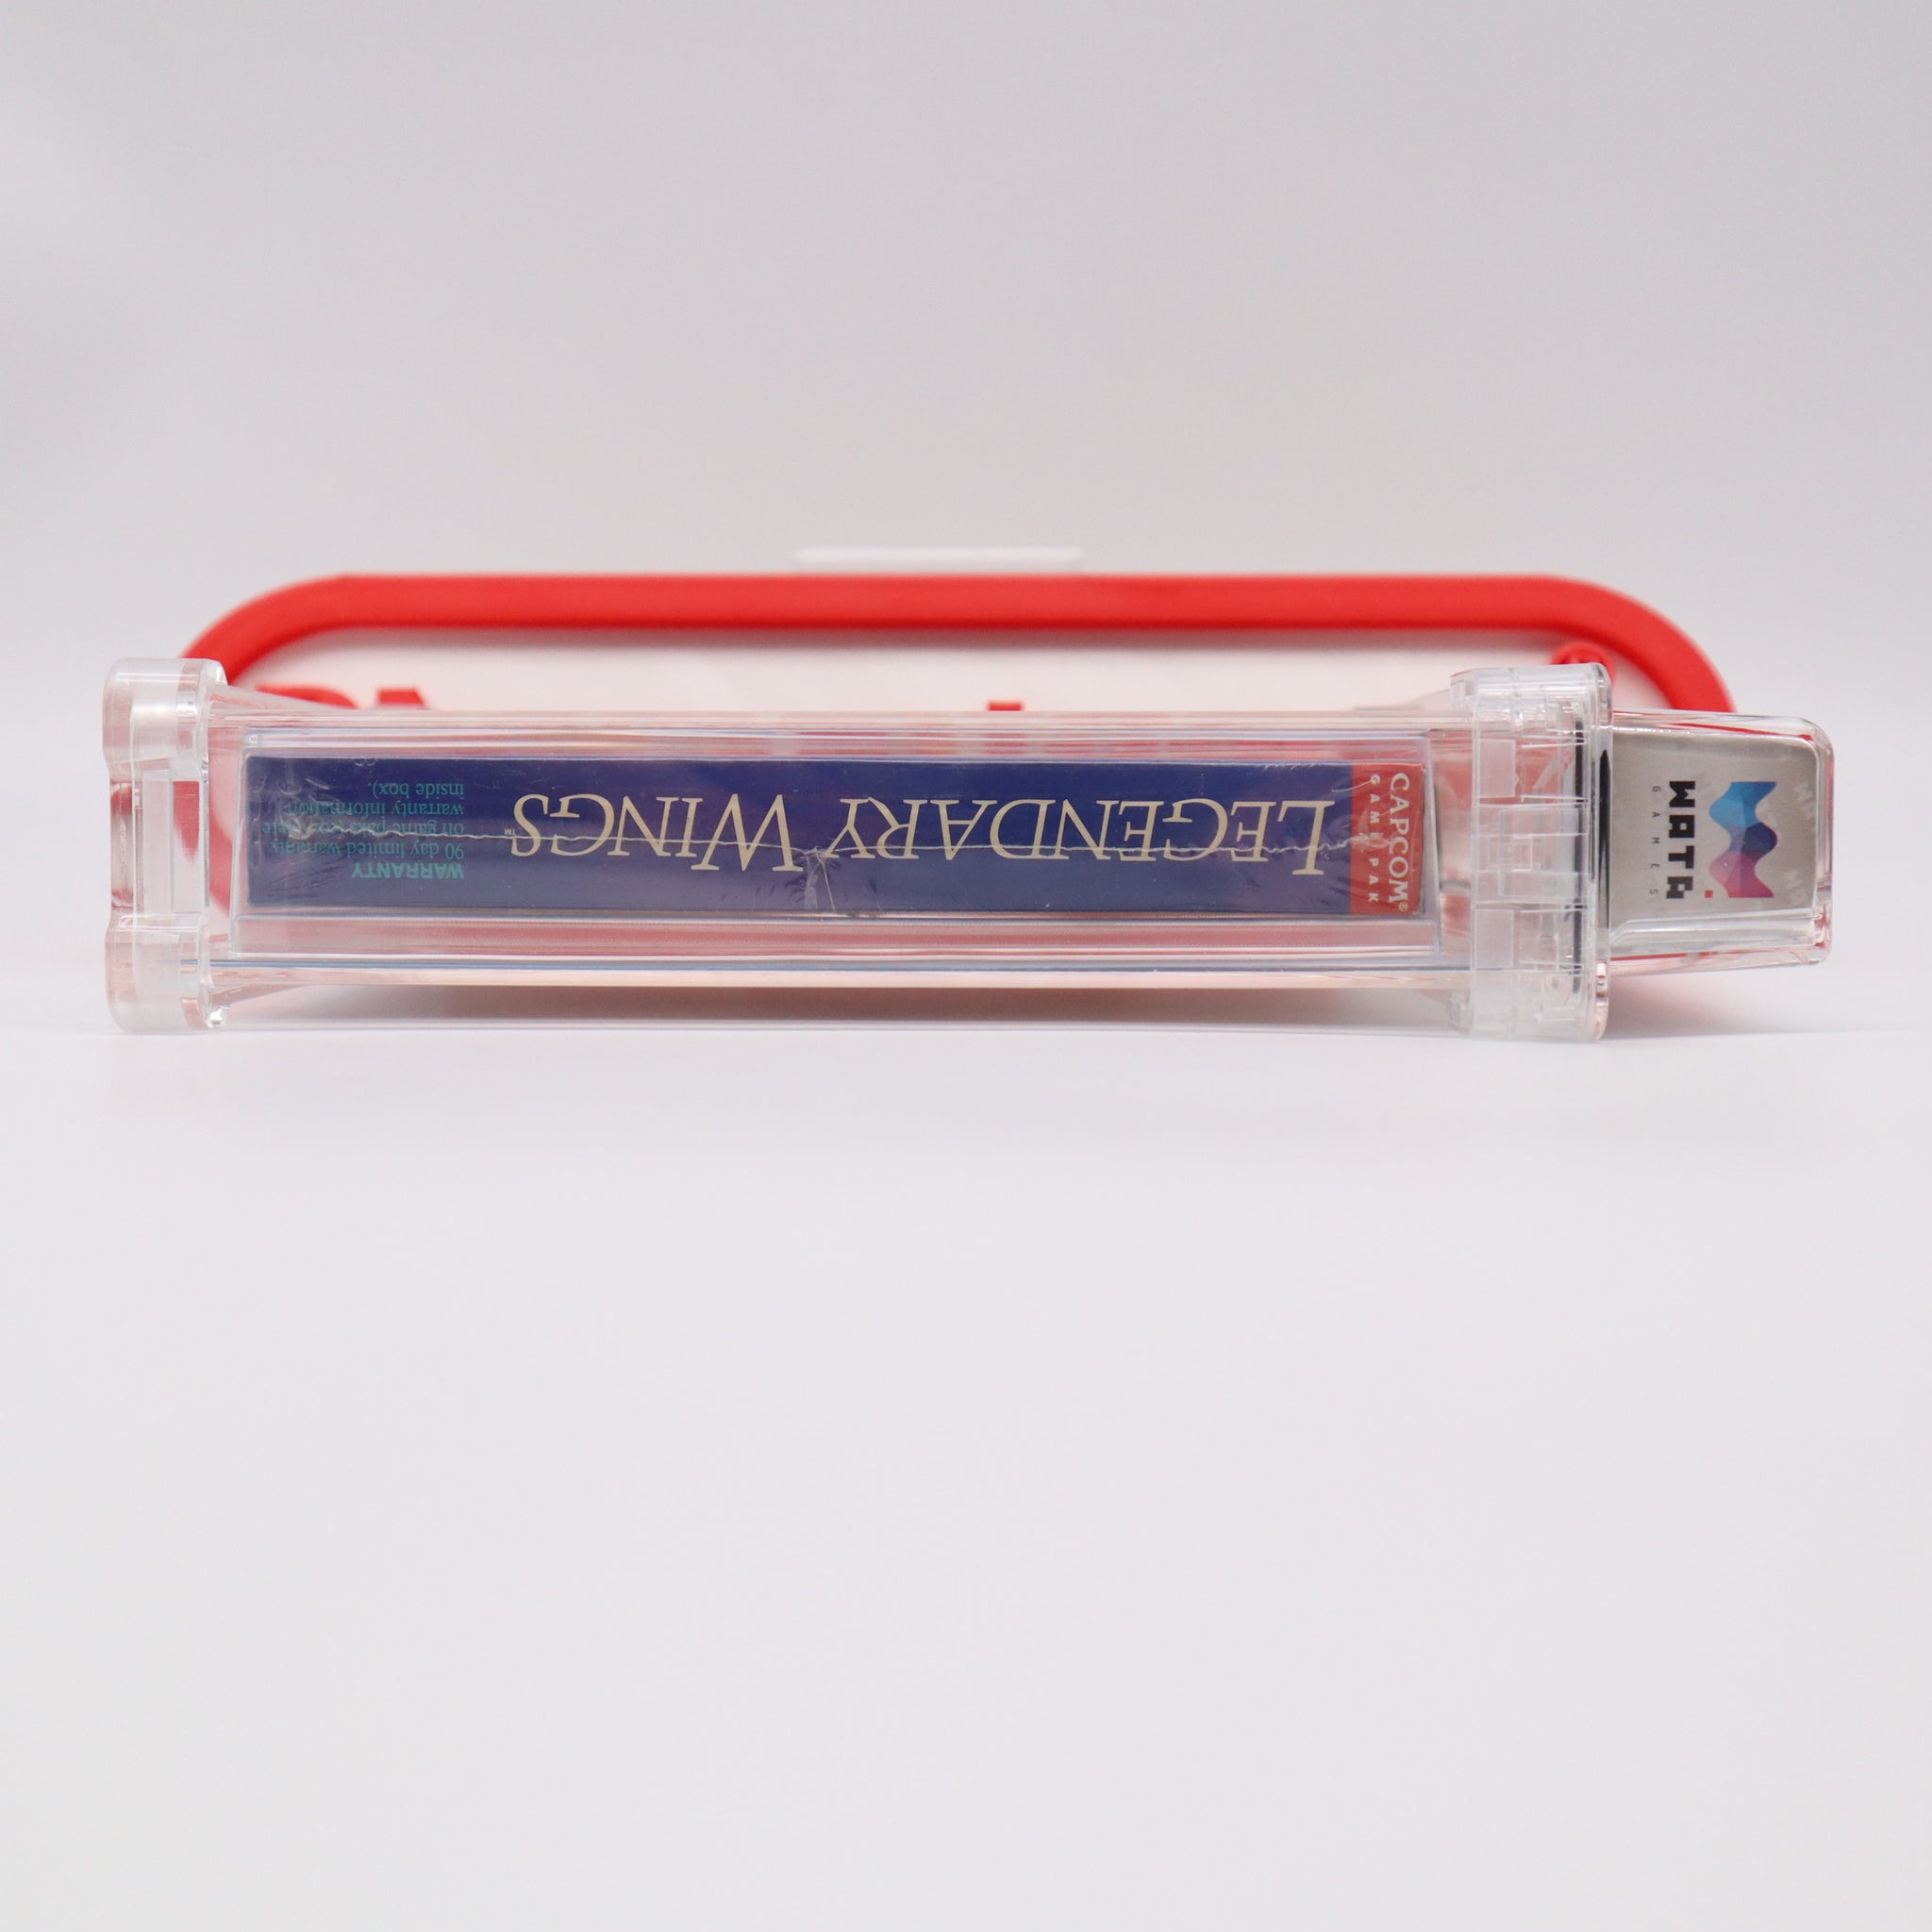 LEGENDARY WINGS™
CAPCOM®
GAME PAK
WARRANTY
90 day limited warranty
on game paks
warranty information
inside box).
WATA
GAMES